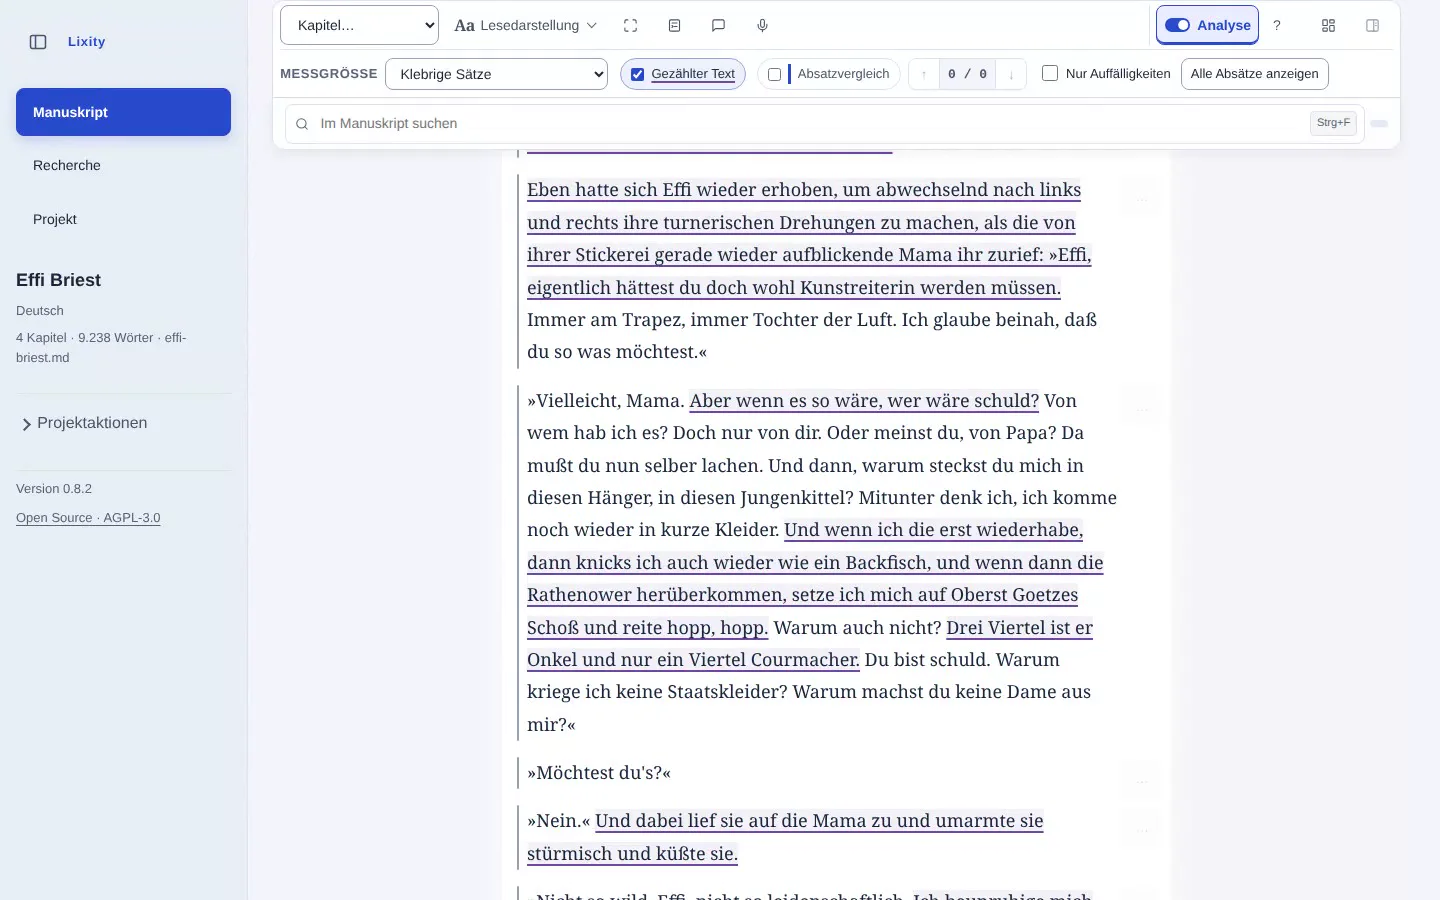 Lixity
Manuskript
Recherche
Projekt
Effi Briest
Deutsch
4 Kapitel · 9.238 Wörter · effi-
briest.md
Projektaktionen
Version 0.8.2
Open Source · AGPL-3.0
Kapitel…
Aa Lesedarstellung
Analyse
?
MESSGRÖSSE
Klebrige Sätze
Gezählter Text
Absatzvergleich
↑ 0 / 0 ↓
Nur Auffälligkeiten
Alle Absätze anzeigen
Im Manuskript suchen
Strg+F
Eben hatte sich Effi wieder erhoben, um abwechselnd nach links
und rechts ihre turnerischen Drehungen zu machen, als die von
ihrer Stickerei gerade wieder aufblickende Mama ihr zurief: »Effi,
eigentlich hättest du doch wohl Kunstreiterin werden müssen.
Immer am Trapez, immer Tochter der Luft. Ich glaube beinah, daß
du so was möchtest.«
»Vielleicht, Mama. Aber wenn es so wäre, wer wäre schuld? Von
wem hab ich es? Doch nur von dir. Oder meinst du, von Papa? Da
mußt du nun selber lachen. Und dann, warum steckst du mich in
diesen Hänger, in diesen Jungenkittel? Mitunter denk ich, ich komme
noch wieder in kurze Kleider. Und wenn ich die erst wiederhabe,
dann knicks ich auch wieder wie ein Backfisch, und wenn dann die
Rathenower herüberkommen, setze ich mich auf Oberst Goetzes
Schoß und reite hopp, hopp. Warum auch nicht? Drei Viertel ist er
Onkel und nur ein Viertel Courmacher. Du bist schuld. Warum
kriege ich keine Staatskleider? Warum machst du keine Dame aus
mir?«
»Möchtest du's?«
»Nein.« Und dabei lief sie auf die Mama zu und umarmte sie
stürmisch und küßte sie.
»Nicht so wild, Effi, nicht so leidenschaftlich. Ich beunruhige mich